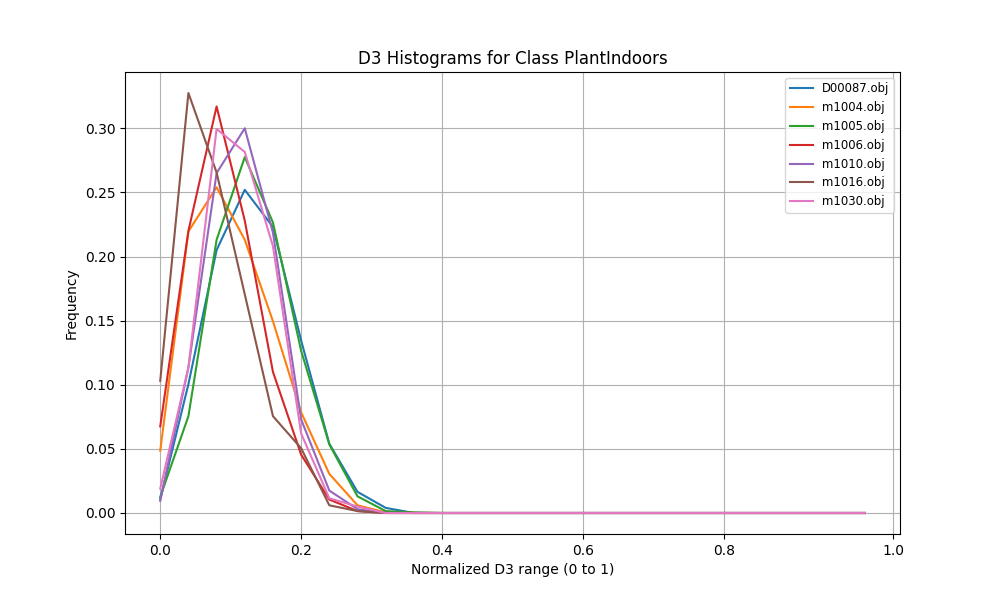 D3 Histograms for Class PlantIndoors
D00087.obj
m1004.obj
m1005.obj
m1006.obj
m1010.obj
m1016.obj
m1030.obj
Frequency
0.30
0.25
0.20
0.15
0.10
0.05
0.00
0.0 0.2 0.4 0.6 0.8 1.0
Normalized D3 range (0 to 1)